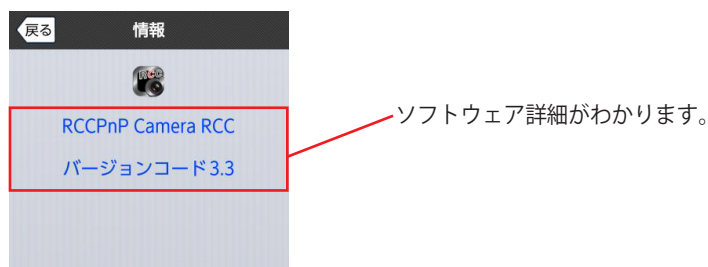 戻る
情報
RCC
RCCPnP Camera RCC
バージョンコード3.3
ソフトウェア詳細がわかります。